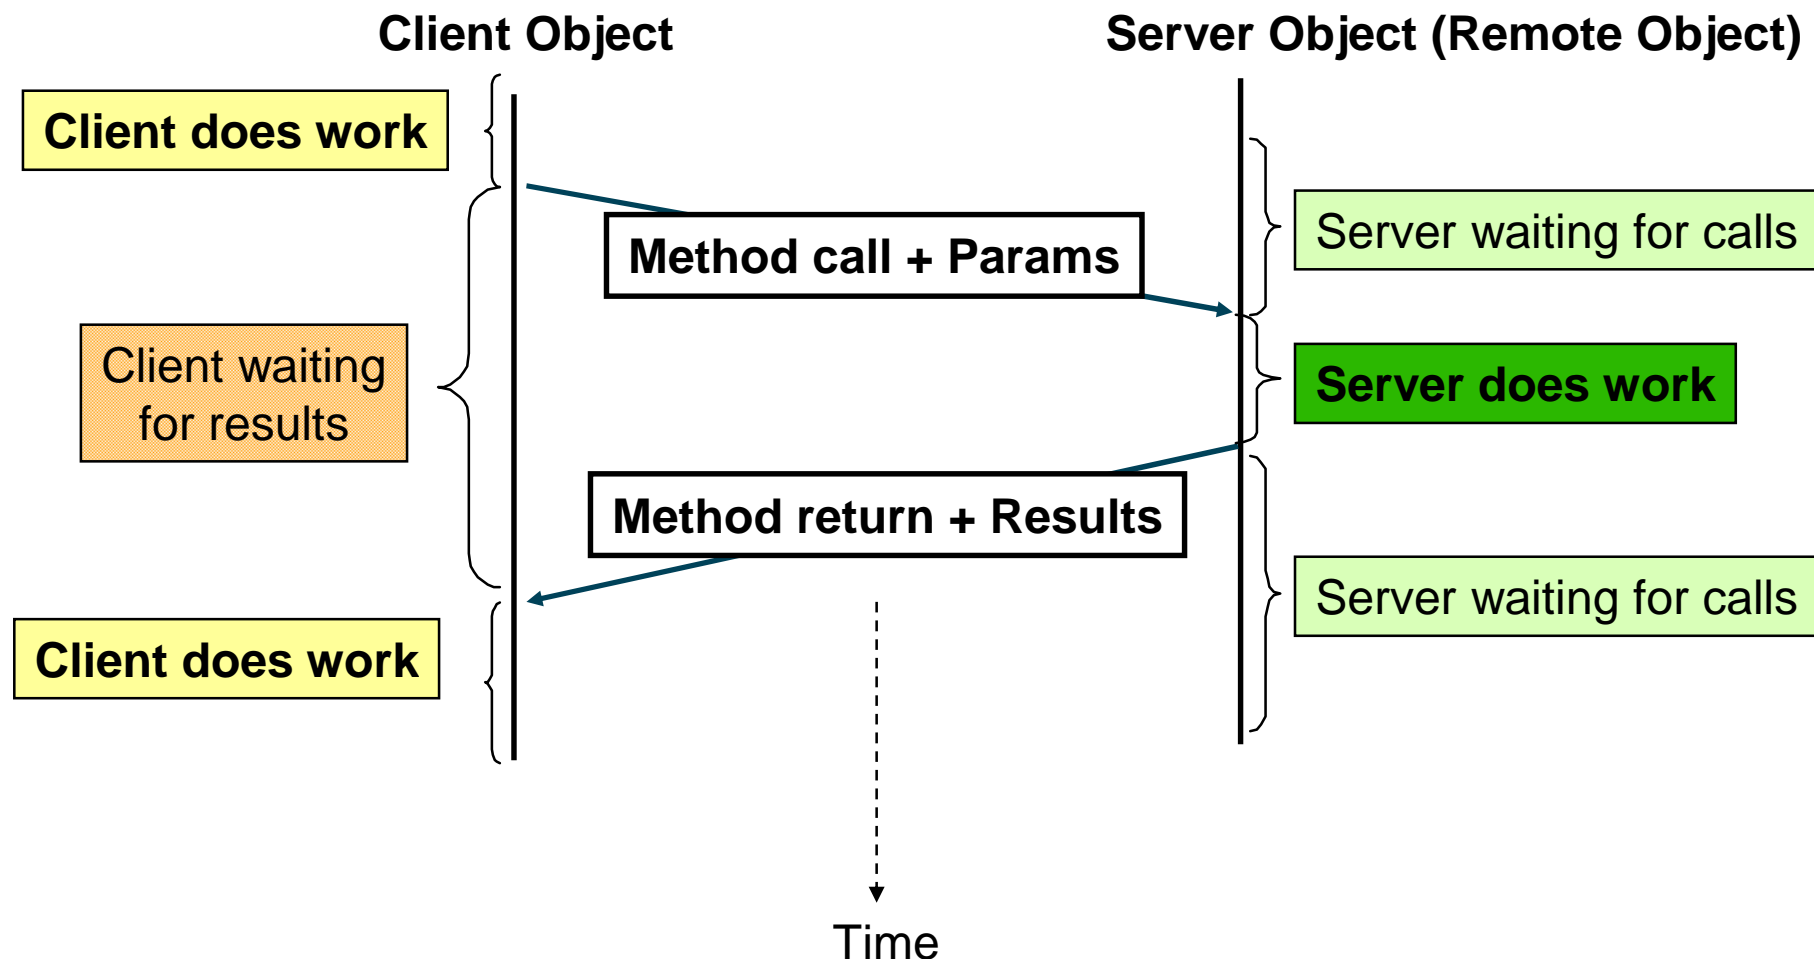 Client Object
Server Object (Remote Object)
Client does work
Server waiting for calls
Method call + Params
Client waiting
for results
Server does work
Method return + Results
Server waiting for calls
Client does work
Time